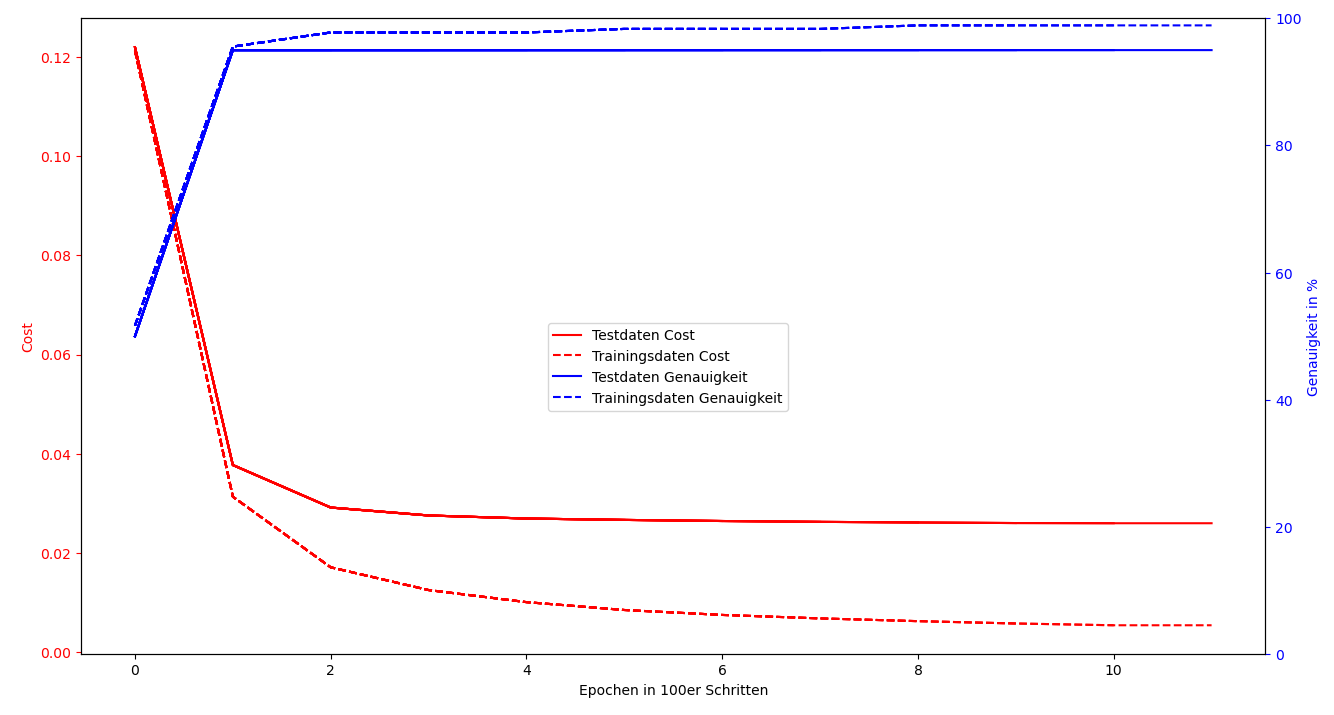 0.12
0.10
0.08
0.06
0.04
0.02
0.00
Cost
100
80
60
40
20
0
Genauigkeit in %
Testdaten Cost
Trainingsdaten Cost
Testdaten Genauigkeit
Trainingsdaten Genauigkeit
0 2 4 6 8 10
Epochen in 100er Schritten